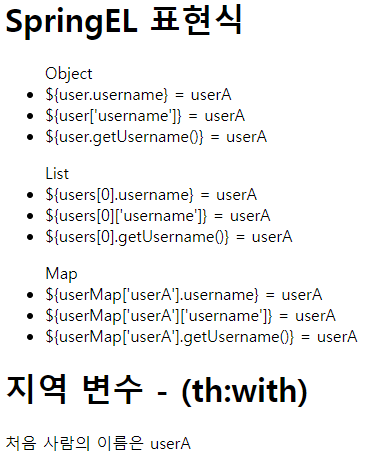 SpringEL 표현식
Object
${user.username} = userA
${user['username']} = userA
${user.getUsername()} = userA
List
${users[0].username} = userA
${users[0]['username']} = userA
${users[0].getUsername()} = userA
Map
${userMap['userA'].username} = userA
${userMap['userA']['username']} = userA
${userMap['userA'].getUsername()} = userA
지역 변수 - (th:with)
처음 사람의 이름은 userA